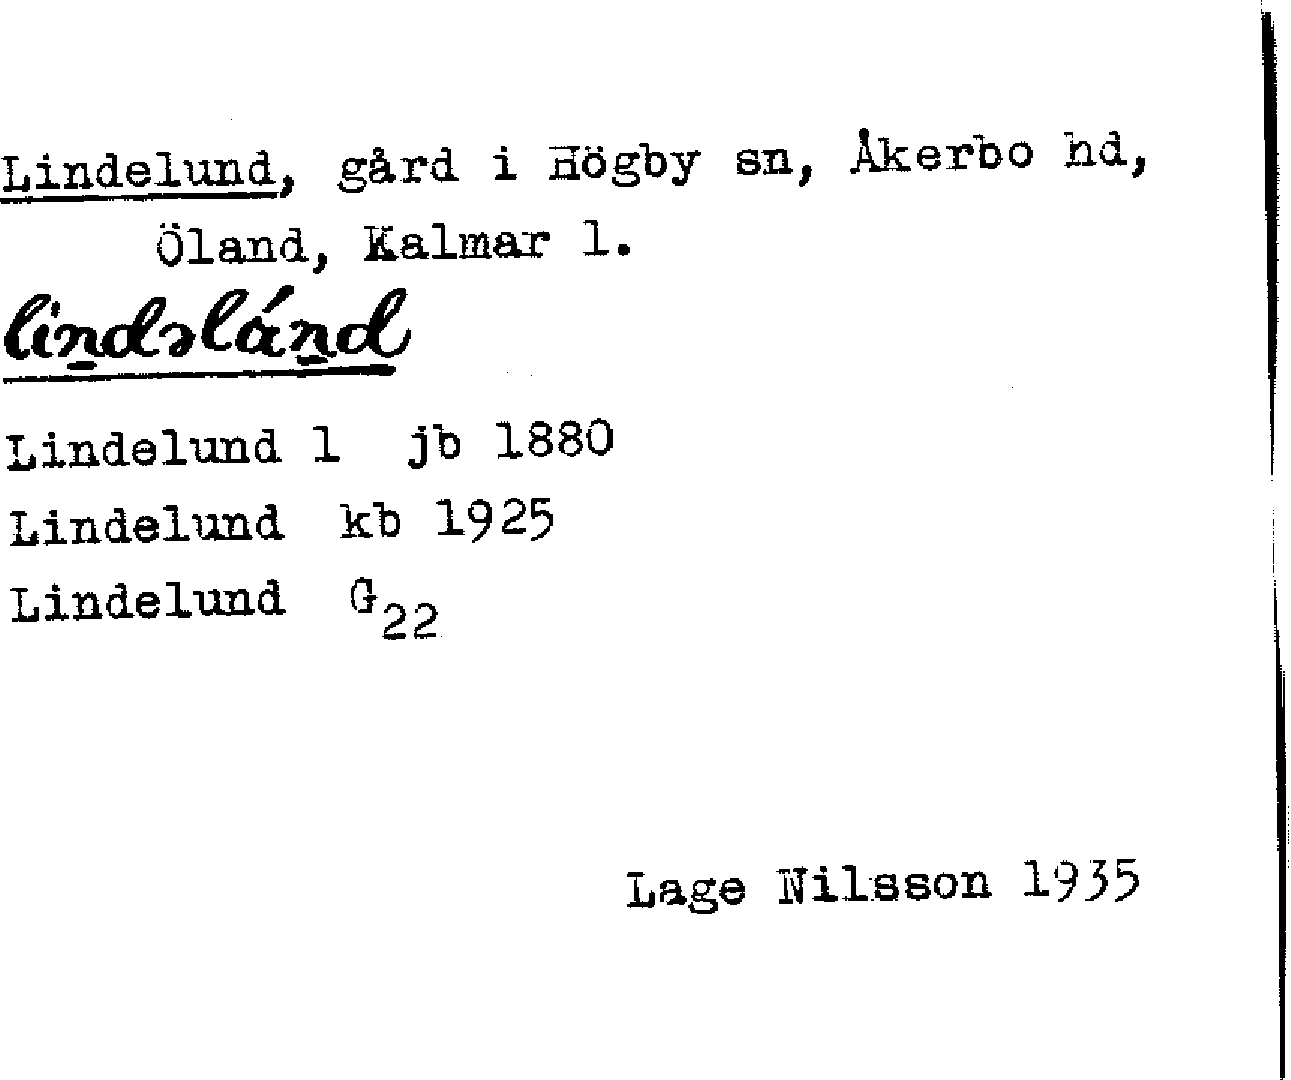 Lindelund, gård i Högby sn, Åkerbo hd,
Öland, Kalmar l.
lindəlánd
Lindelund 1 jb 1880
Lindelund kb 1925
Lindelund G22
Lage Nilsson 1935